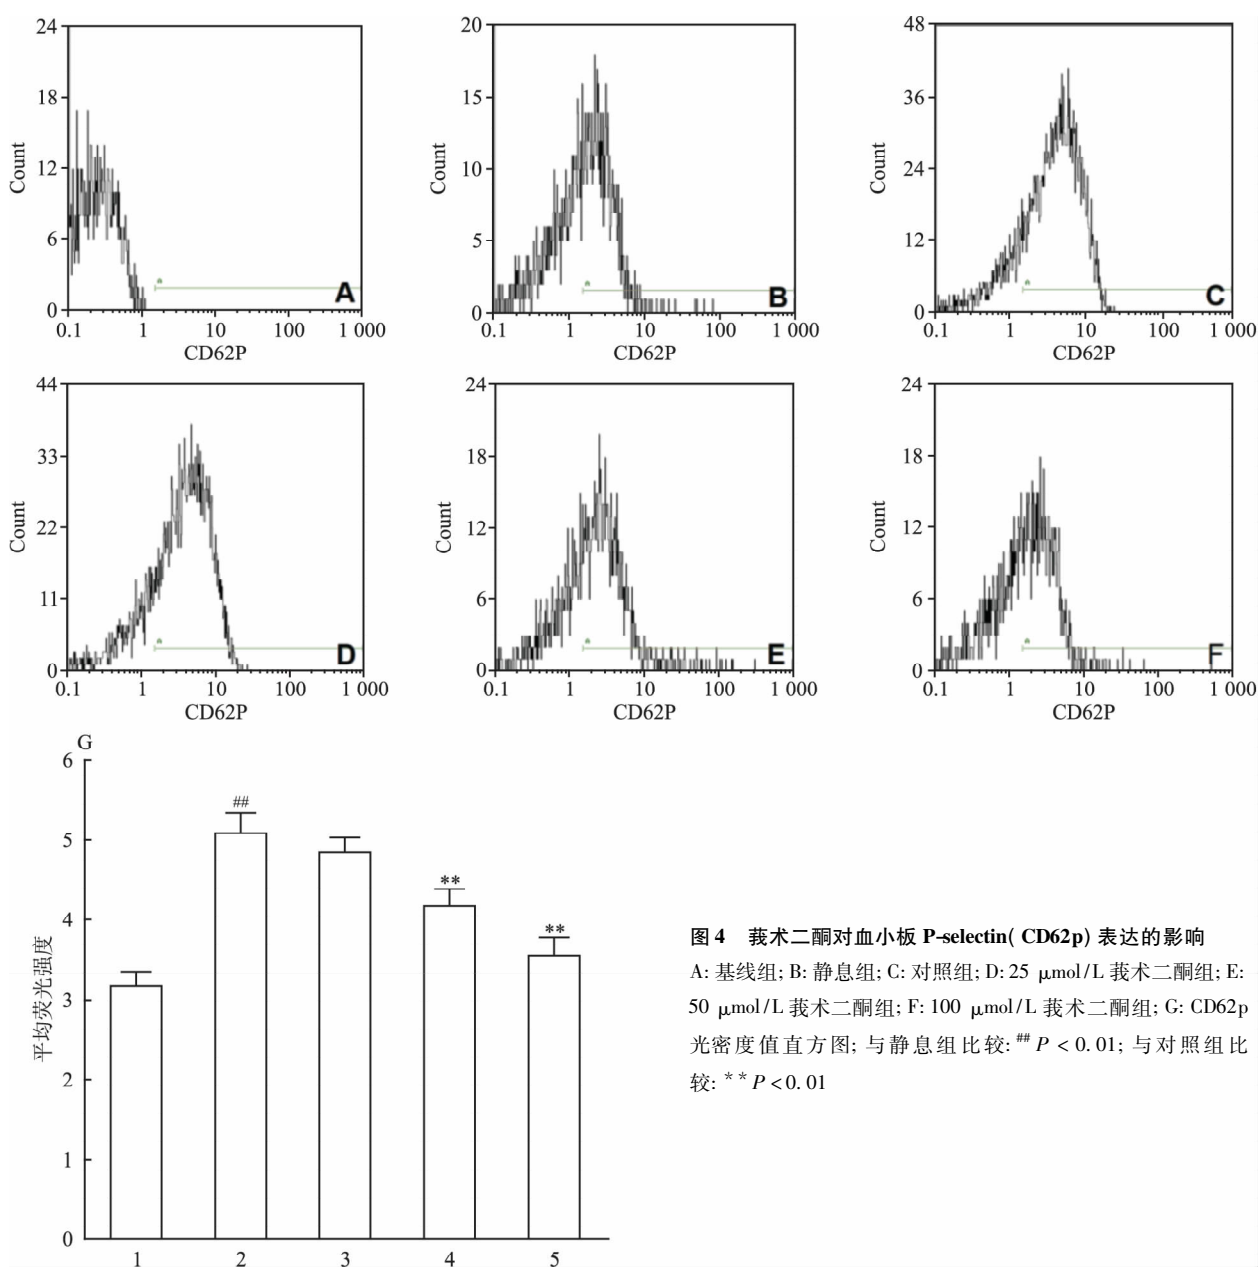 24
18
12
6
0
Count
0.1 1 10 100 1 000
CD62P
A
20
15
10
5
0
Count
0.1 1 10 100 1 000
CD62P
B
48
36
24
12
0
Count
0.1 1 10 100 1 000
CD62P
C
44
33
22
11
0
Count
0.1 1 10 100 1 000
CD62P
D
24
18
12
6
0
Count
0.1 1 10 100 1 000
CD62P
E
24
18
12
6
0
Count
0.1 1 10 100 1 000
CD62P
F
G
6
5
4
3
2
1
0
平均荧光强度
##
**
**
1 2 3 4 5
图 4 莪术二酮对血小板 P-selectin( CD62p) 表达的影响
A: 基线组; B: 静息组; C: 对照组; D: 25 μmol/L 莪术二酮组; E:
50 μmol/L 莪术二酮组; F: 100 μmol/L 莪术二酮组; G: CD62p
光密度值直方图; 与静息组比较: ## P < 0. 01; 与对照组比
较: * * P < 0. 01